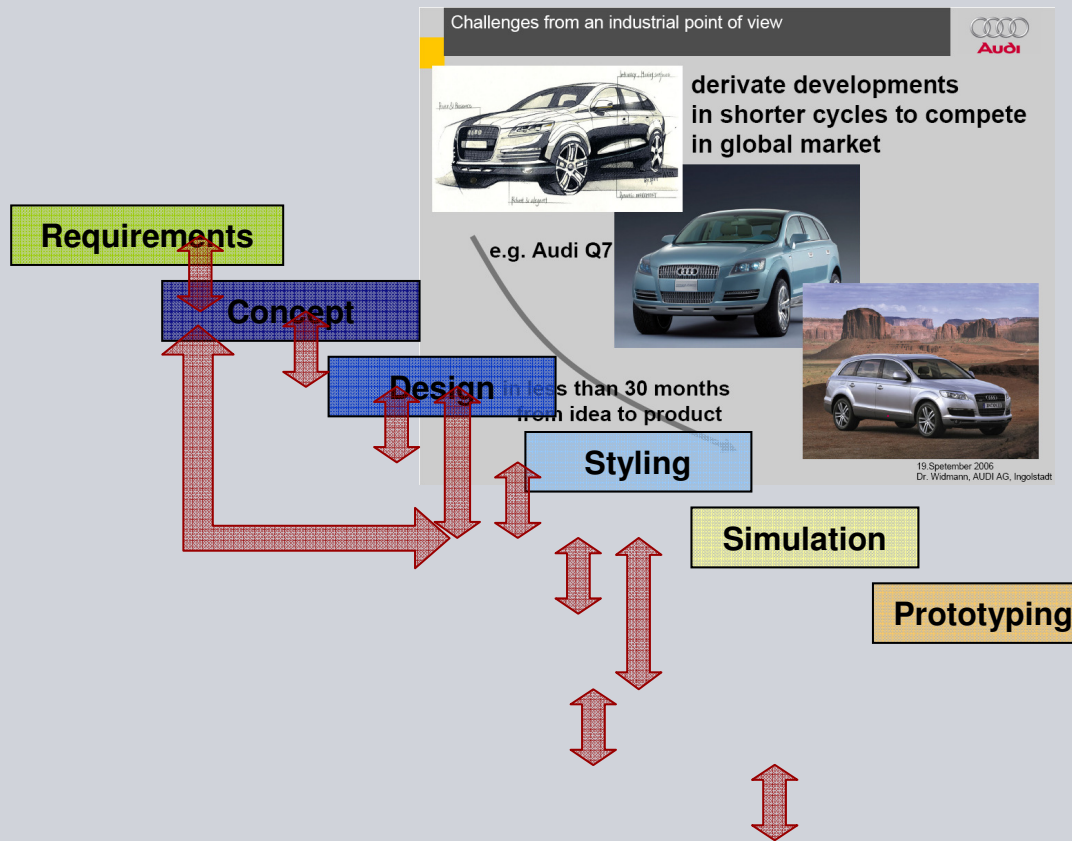 Challenges from an industrial point of view
Audi
derivate developments
in shorter cycles to compete
in global market
e.g. Audi Q7
Requirements
Concept
Design
in less than 30 months
from idea to product
Styling
19.Spetember 2006
Dr. Widmann, AUDI AG, Ingolstadt
Simulation
Prototyping